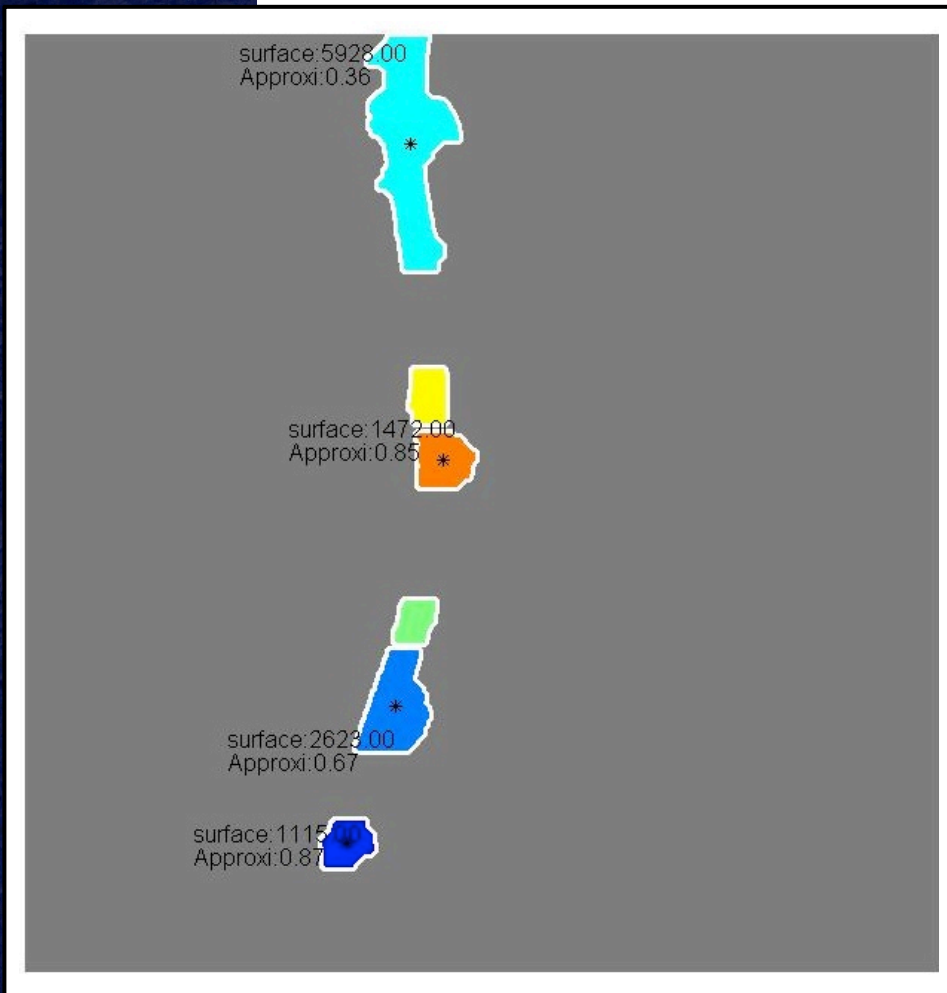 surface:5928.00
Approxi:0.36
surface:1472.00
Approxi:0.85
surface:2623.00
Approxi:0.67
surface:1115.00
Approxi:0.87